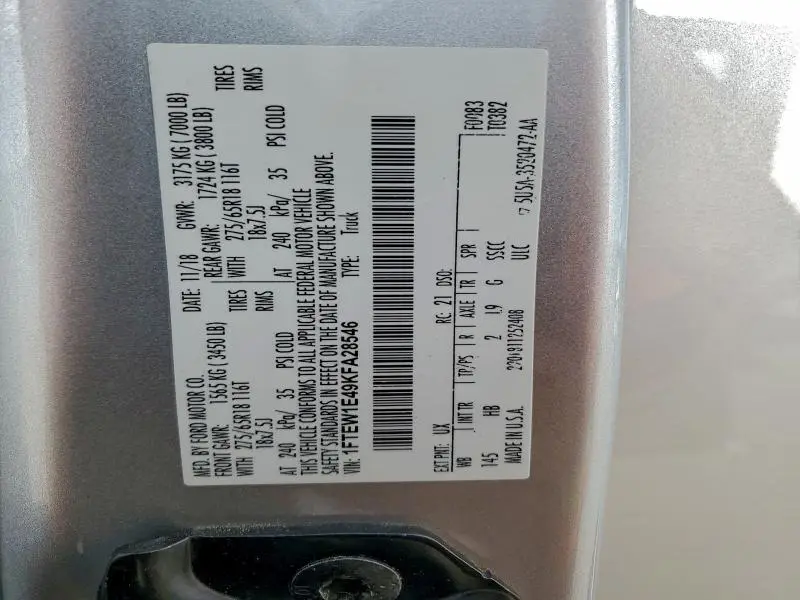 MFD. BY FORD MOTOR CO. DATE: 11/18 GVWR: 3175 KG ( 7000 LB)
FRONT GAWR: 1565 KG ( 3450 LB) REAR GAWR: 1724 KG ( 3800 LB)
WITH 275/65R18 116T TIRES WITH 275/65R18 116T TIRES
18x7.5J RIMS 18x7.5J RIMS
AT 240 kPa/ 35 PSI COLD AT 240 kPa/ 35 PSI COLD
THIS VEHICLE CONFORMS TO ALL APPLICABLE FEDERAL MOTOR VEHICLE
SAFETY STANDARDS IN EFFECT ON THE DATE OF MANUFACTURE SHOWN ABOVE.
VIN: 1FTEW1E49KFA28546 TYPE: Truck
EXT PNT: UX RC: 21 DSO: F0083
WB INT TR TP/PS R AXLE TR SPR T0382
145 HB 2 L9 G SSCC
MADE IN U.S.A. ULC 5U5A-3520472-AA